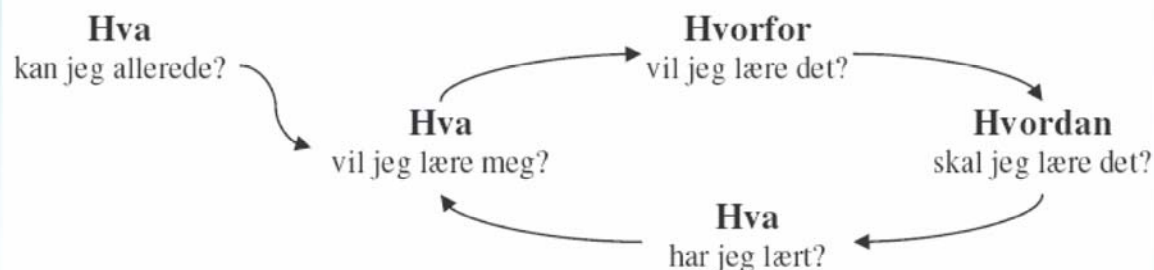 Hva
kan jeg allerede?
Hvorfor
vil jeg lære det?
Hva
vil jeg lære meg?
Hvordan
skal jeg lære det?
Hva
har jeg lært?